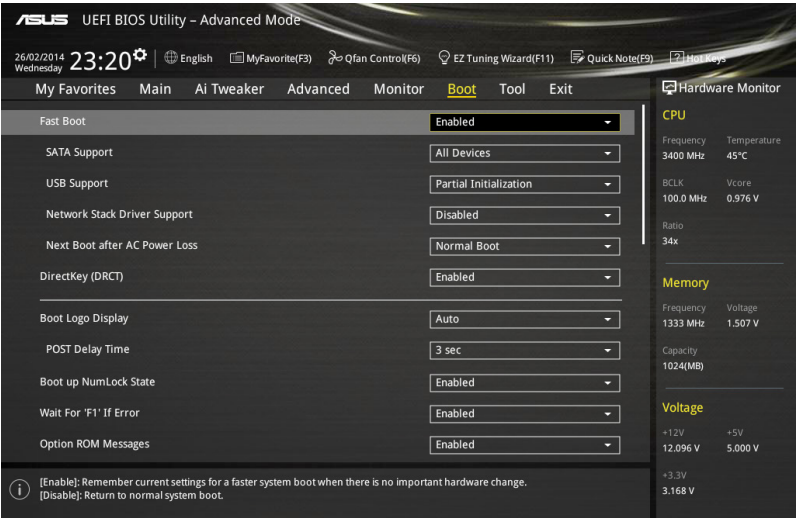 ASUS UEFI BIOS Utility – Advanced Mode
26/02/2014
Wednesday
23:20
English
MyFavorite(F3)
Qfan Control(F6)
EZ Tuning Wizard(F11)
Quick Note(F9)
? Hot Keys
My Favorites Main Ai Tweaker Advanced Monitor Boot Tool Exit
Fast Boot Enabled
SATA Support All Devices
USB Support Partial Initialization
Network Stack Driver Support Disabled
Next Boot after AC Power Loss Normal Boot
DirectKey (DRCT) Enabled
Boot Logo Display Auto
POST Delay Time 3 sec
Boot up NumLock State Enabled
Wait For 'F1' If Error Enabled
Option ROM Messages Enabled
[Enable]: Remember current settings for a faster system boot when there is no important hardware change.
[Disable]: Return to normal system boot.
Hardware Monitor
CPU
Frequency Temperature
3400 MHz 45°C
BCLK Vcore
100.0 MHz 0.976 V
Ratio
34x
Memory
Frequency Voltage
1333 MHz 1.507 V
Capacity
1024(MB)
Voltage
+12V +5V
12.096 V 5.000 V
+3.3V
3.168 V